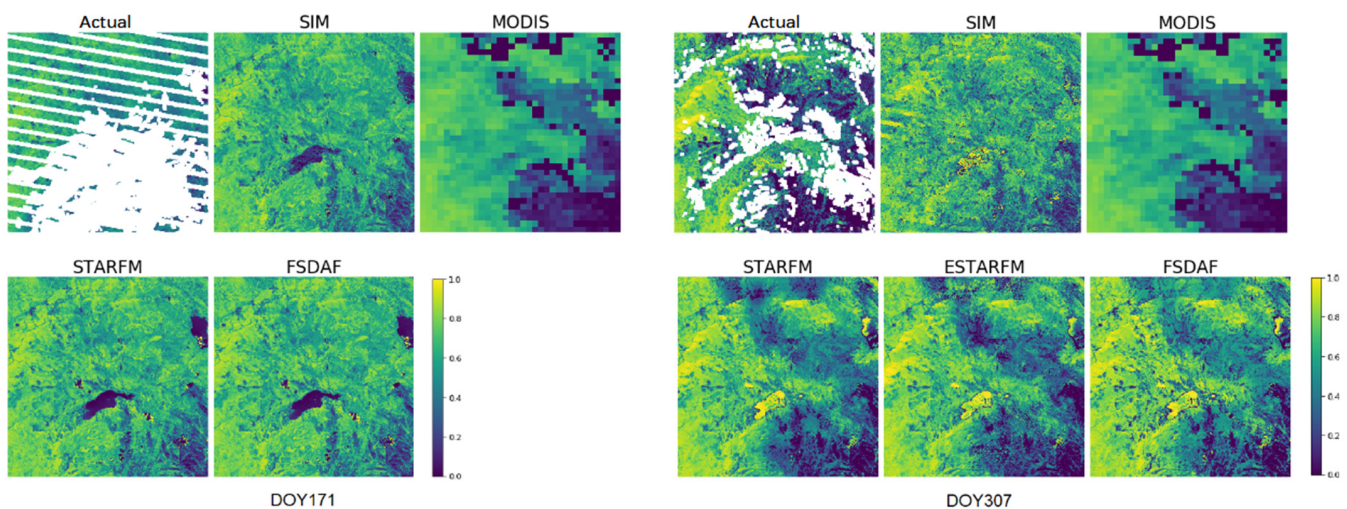 Actual SIM MODIS Actual SIM MODIS
STARFM FSDAF STARFM ESTARFM FSDAF
1.0 1.0
0.8 0.8
0.6 0.6
0.4 0.4
0.2 0.2
0.0 0.0
DOY171 DOY307